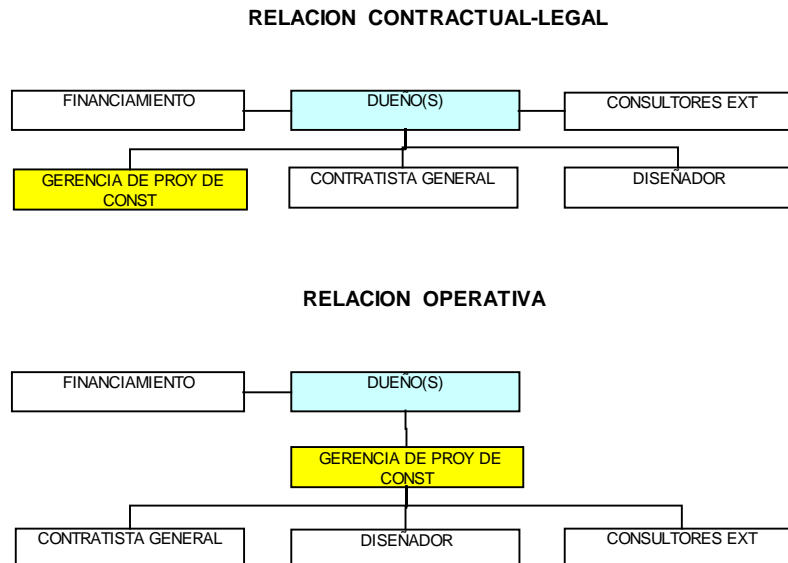 RELACION CONTRACTUAL-LEGAL
FINANCIAMIENTO
DUEÑO(S)
CONSULTORES EXT
GERENCIA DE PROY DE
CONST
CONTRATISTA GENERAL
DISEÑADOR
RELACION OPERATIVA
FINANCIAMIENTO
DUEÑO(S)
GERENCIA DE PROY DE
CONST
CONTRATISTA GENERAL
DISEÑADOR
CONSULTORES EXT